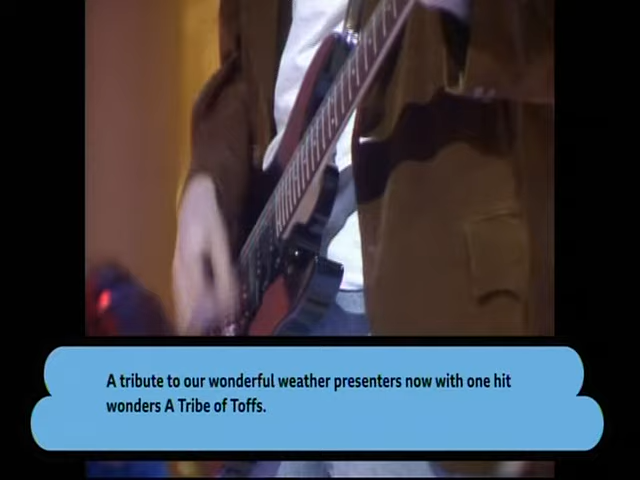 A tribute to our wonderful weather presenters now with one hit
wonders A Tribe of Toffs.